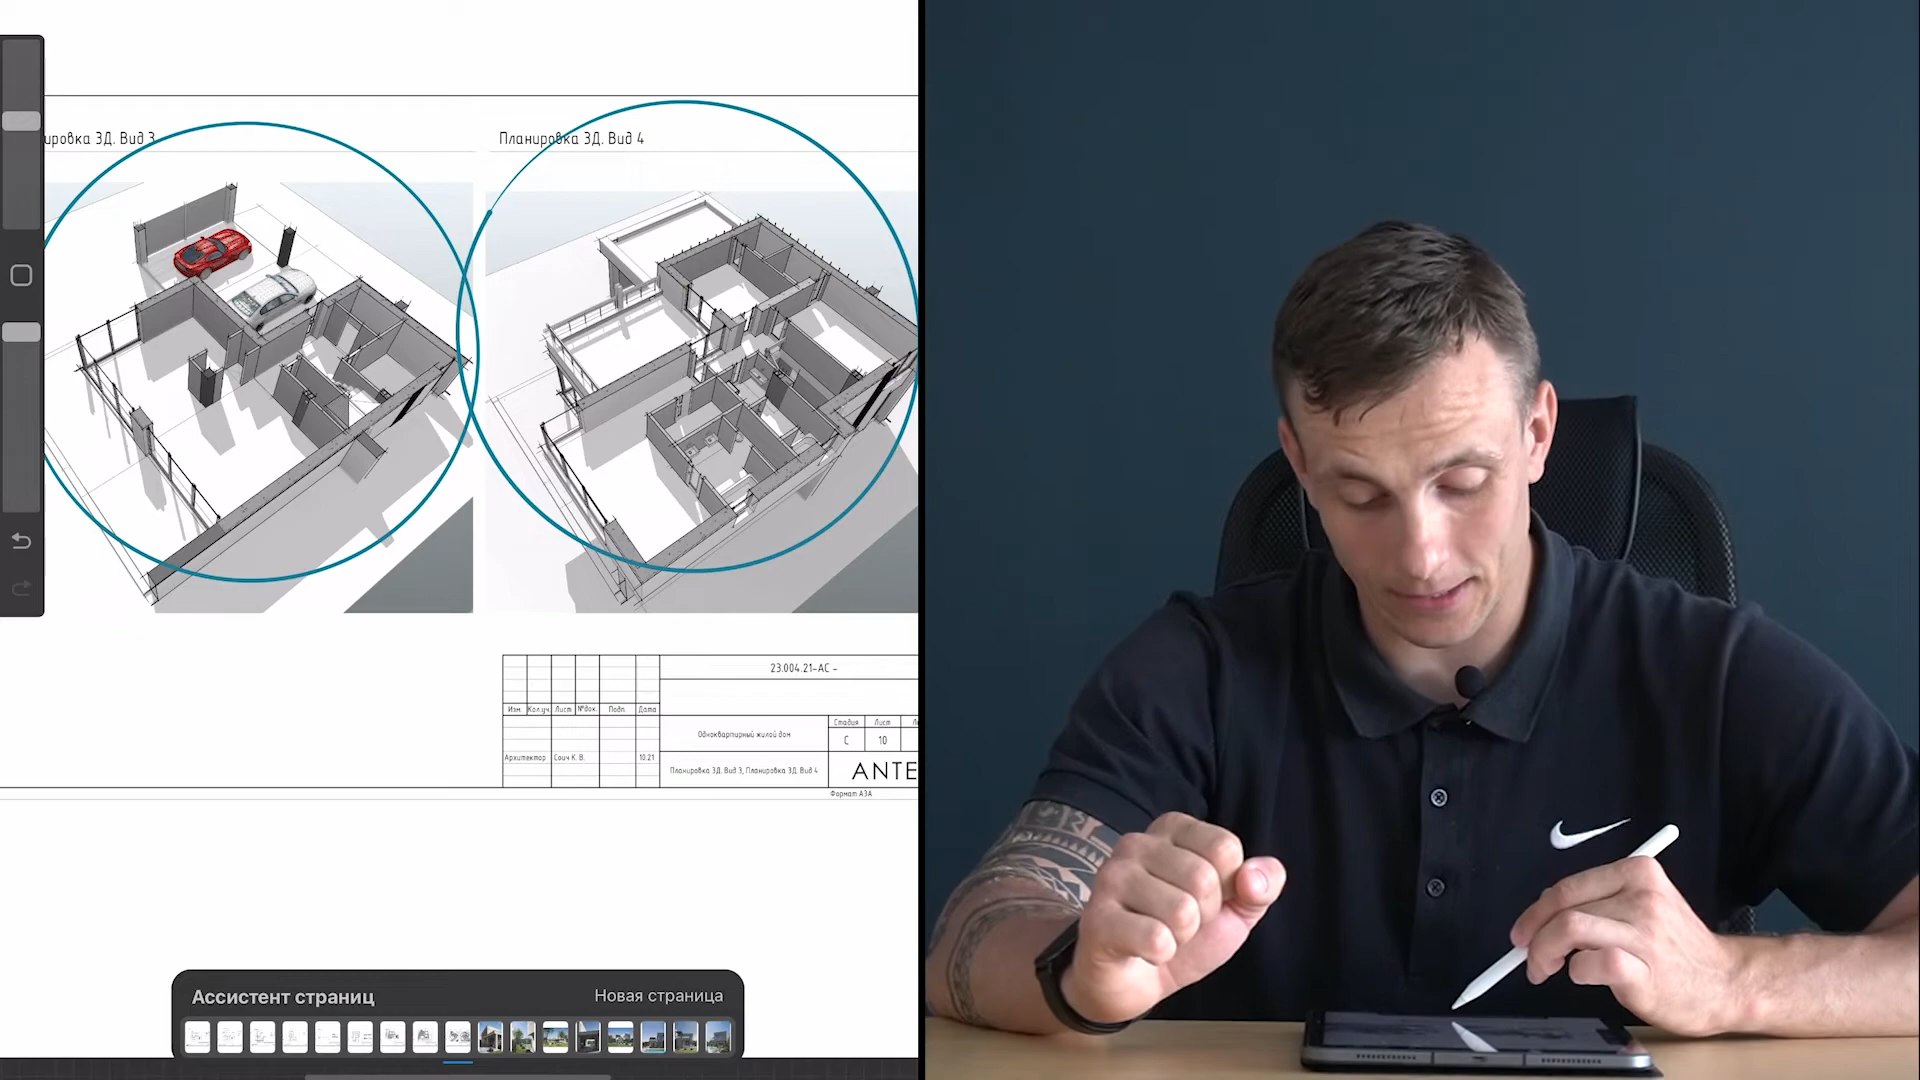 ировка 3Д. Вид 3
Планировка 3Д. Вид 4
23.004.21-АС -
Изм. Кол.уч. Лист №док. Подп. Дата
Одноквартирный жилой дом
Стадия Лист
С 10
Архитектор Саич К. В. 10.21
Планировка 3Д. Вид 3, Планировка 3Д. Вид 4
ANTE
Формат А3А
Ассистент страниц
Новая страница